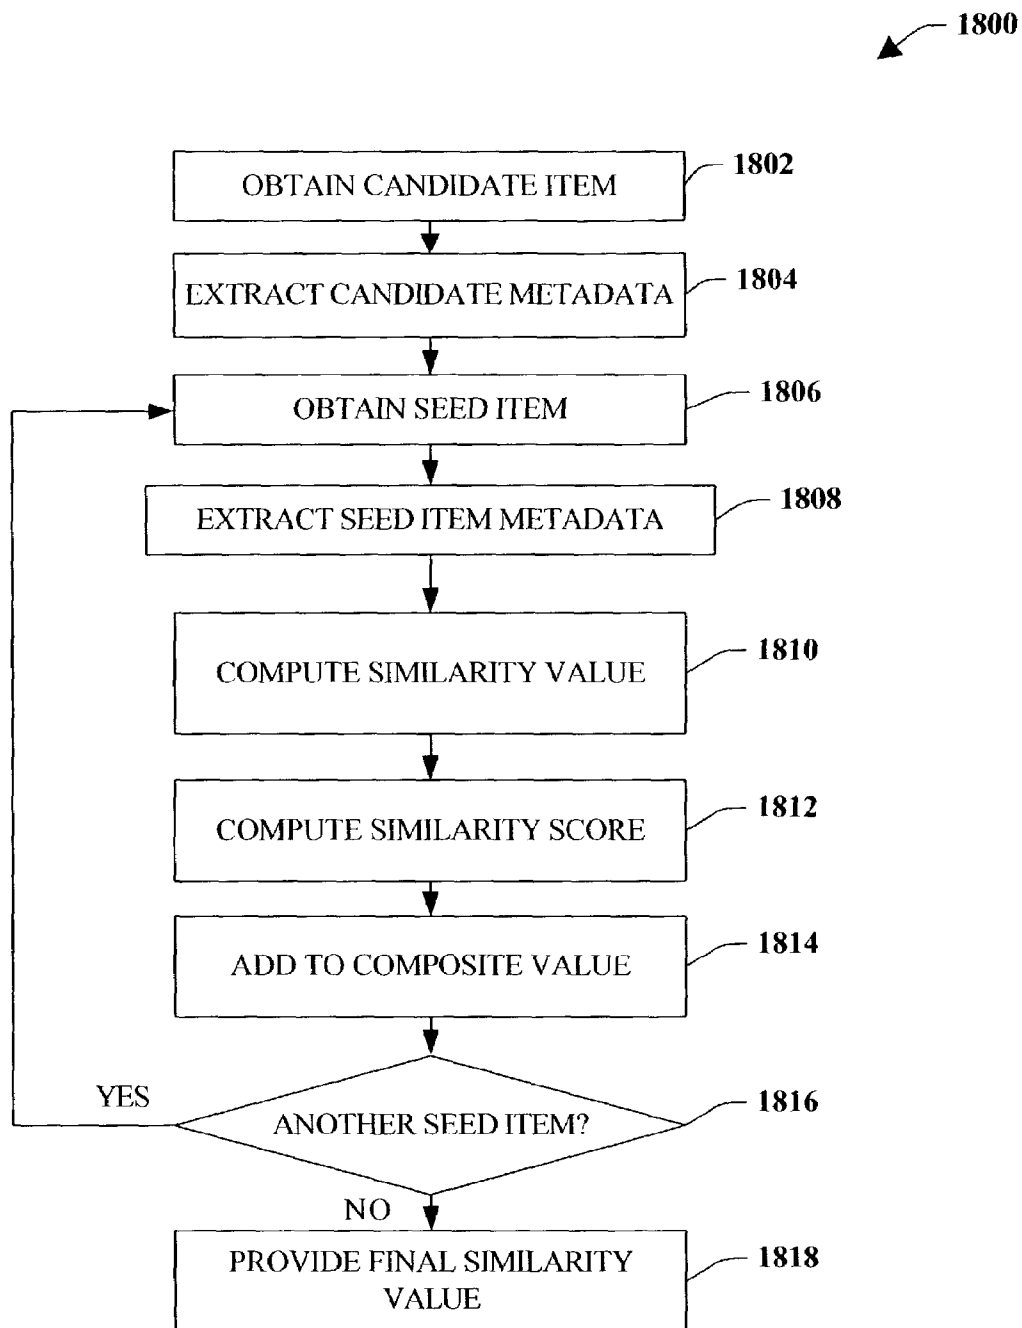 1800
OBTAIN CANDIDATE ITEM
1802
EXTRACT CANDIDATE METADATA
1804
OBTAIN SEED ITEM
1806
EXTRACT SEED ITEM METADATA
1808
COMPUTE SIMILARITY VALUE
1810
COMPUTE SIMILARITY SCORE
1812
ADD TO COMPOSITE VALUE
1814
YES
ANOTHER SEED ITEM?
1816
NO
PROVIDE FINAL SIMILARITY
VALUE
1818